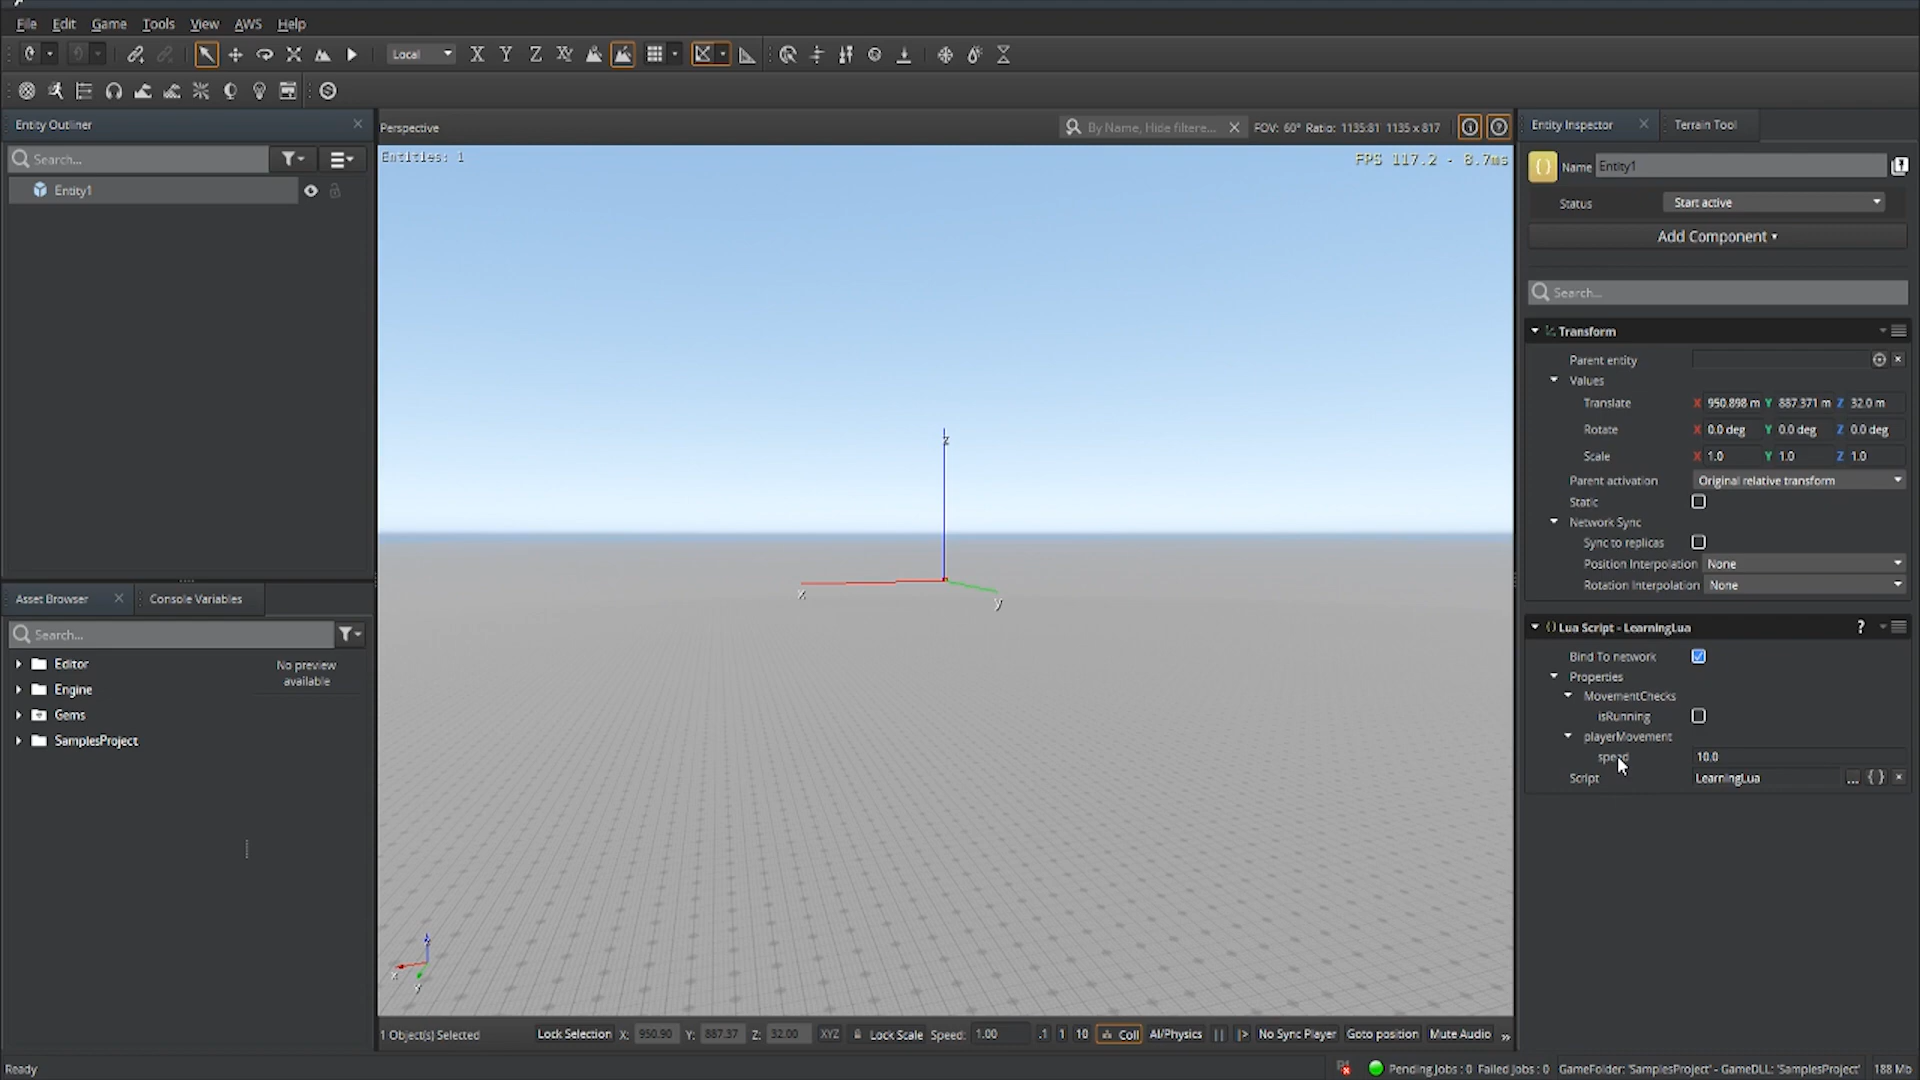 File Edit Game Tools View AWS Help
Local X Y Z XY
Entity Outliner
Search...
Entity1
Asset Browser Console Variables
Search...
Editor
Engine
Gems
SamplesProject
No preview
available
Perspective By Name, Hide filtere... FOV: 60° Ratio: 1135:81 1135 x 817
Entities: 1 FPS 117.2 - 8.7ms
z
x
y
x
y
1 Object(s) Selected Lock Selection X: 950.90 Y: 887.37 Z: 32.00 XYZ Lock Scale Speed: 1.00 .1 1 10 Coll AI/Physics No Sync Player Goto position Mute Audio »
Entity Inspector Terrain Tool
Name Entity1
Status Start active
Add Component
Search...
Transform
Parent entity
Values
Translate X 950.898 m Y 887.371 m Z 32.0 m
Rotate X 0.0 deg Y 0.0 deg Z 0.0 deg
Scale X 1.0 Y 1.0 Z 1.0
Parent activation Original relative transform
Static
Network Sync
Sync to replicas
Position Interpolation None
Rotation Interpolation None
Lua Script - LearningLua ?
Bind To network
Properties
MovementChecks
isRunning
playerMovement
speed 10.0
Script LearningLua ... { }
Ready Pending Jobs : 0 Failed Jobs : 0 GameFolder: 'SamplesProject' - GameDLL: 'SamplesProject' 188 Mb